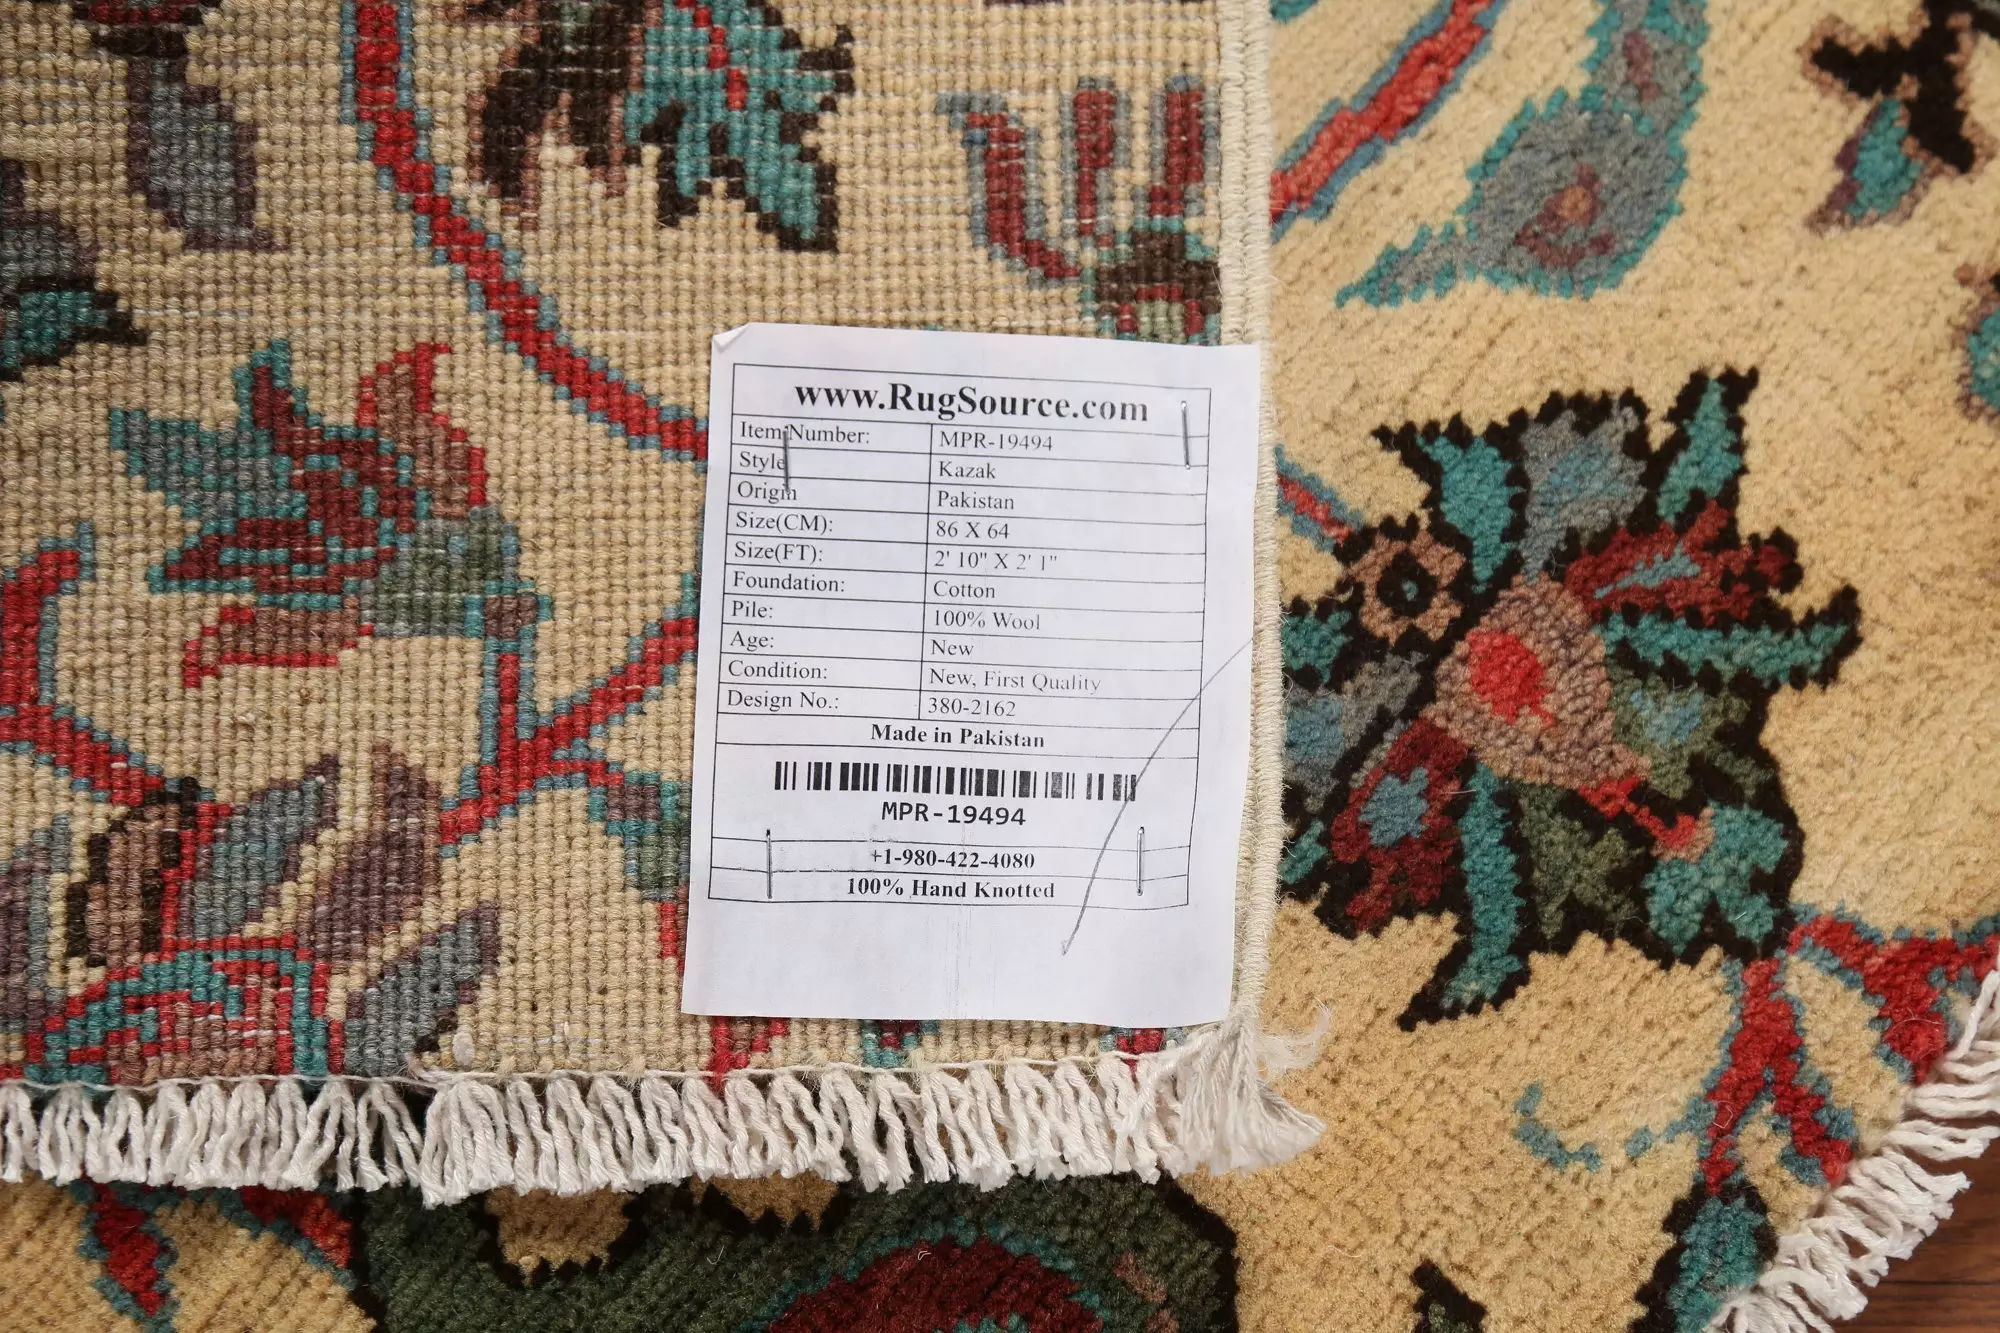 www.RugSource.com
Item Number: MPR-19494
Style Kazak
Origin Pakistan
Size(CM): 86 X 64
Size(FT): 2' 10" X 2' 1"
Foundation: Cotton
Pile: 100% Wool
Age: New
Condition: New, First Quality
Design No.: 380-2162
Made in Pakistan
MPR-19494
+1-980-422-4080
100% Hand Knotted